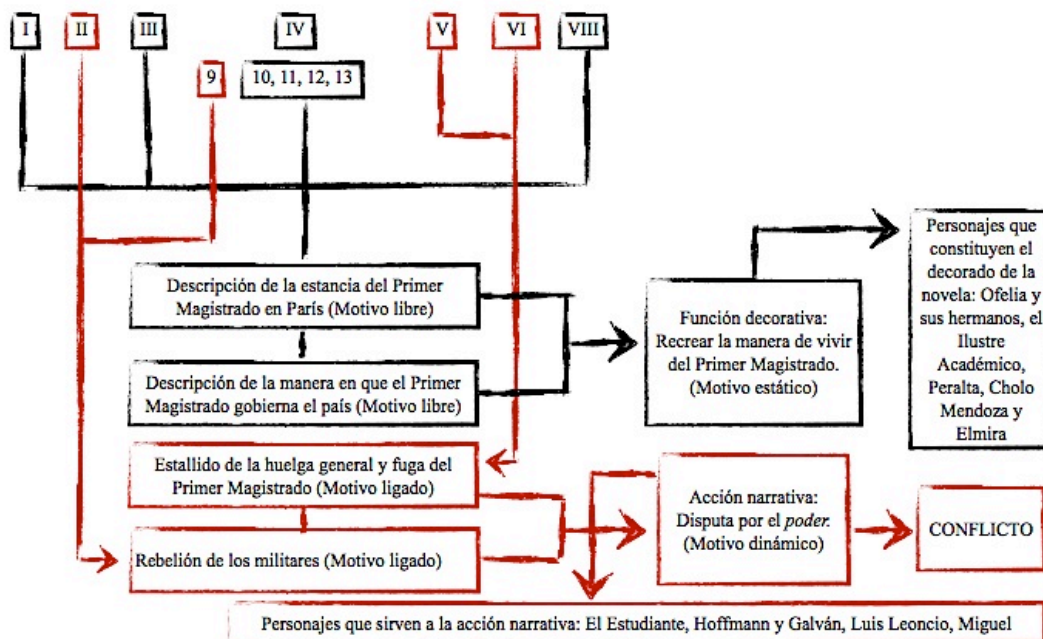 I
II
III
IV
V
VI
VIII
9
10, 11, 12, 13
Descripción de la estancia del Primer
Magistrado en París (Motivo libre)
Descripción de la manera en que el Primer
Magistrado gobierna el país (Motivo libre)
Función decorativa:
Recrear la manera de vivir
del Primer Magistrado.
(Motivo estático)
Personajes que
constituyen el
decorado de la
novela: Ofelia y
sus hermanos, el
Ilustre
Académico,
Peralta, Cholo
Mendoza y
Elmira
Estallido de la huelga general y fuga del
Primer Magistrado (Motivo ligado)
Rebelión de los militares (Motivo ligado)
Acción narrativa:
Disputa por el poder.
(Motivo dinámico)
CONFLICTO
Personajes que sirven a la acción narrativa: El Estudiante, Hoffmann y Galván, Luis Leoncio, Miguel